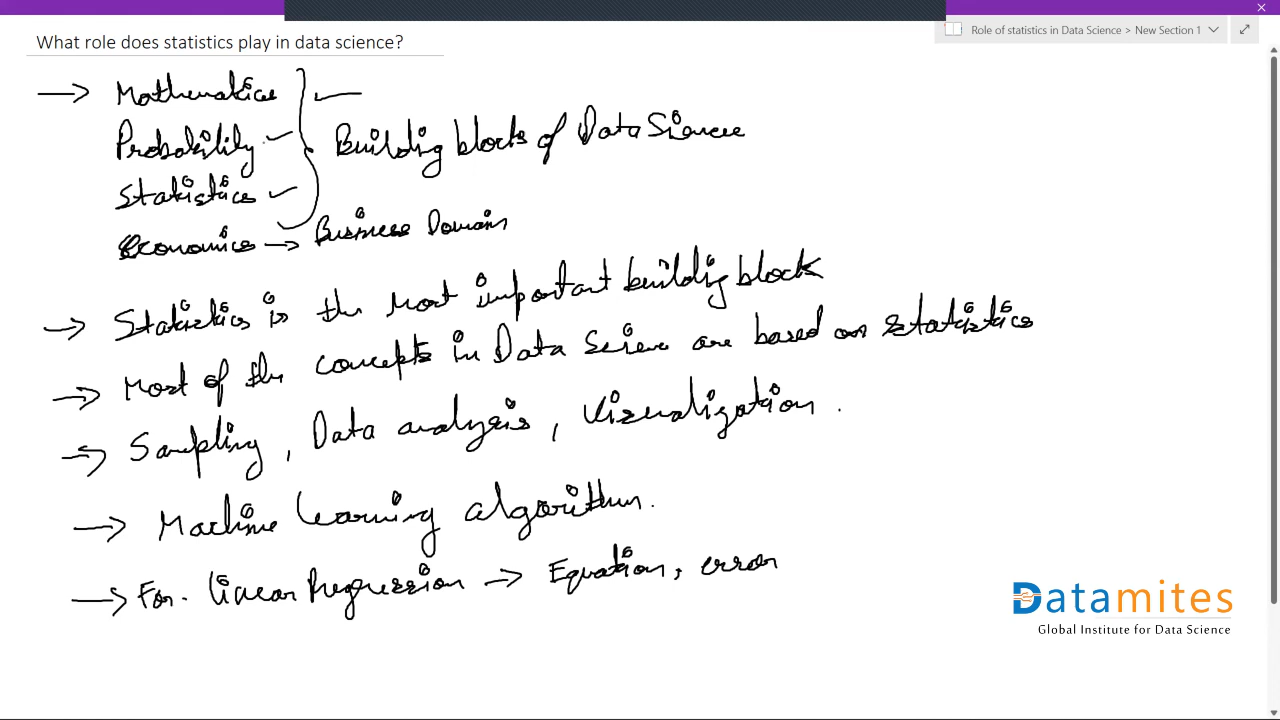 Role of statistics in Data Science > New Section 1
What role does statistics play in data science?
→ Mathematics
Probability ✓
Statistics ✓
Economics → Business Domain
Building blocks of Data Science
→ Statistics is the most important building block
→ Most of the concepts in Data Science are based on statistics
→ Sampling, Data analysis, Visualization.
→ Machine learning algorithm.
→ For. linear Regression → Equation, error
Datamites
Global Institute for Data Science